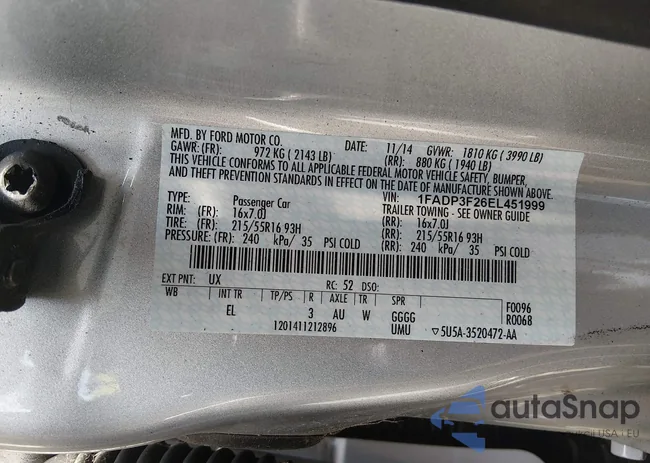 MFD. BY FORD MOTOR CO.
DATE: 11/14 GVWR: 1810 KG ( 3990 LB)
GAWR: (FR): 972 KG ( 2143 LB) (RR): 880 KG ( 1940 LB)
THIS VEHICLE CONFORMS TO ALL APPLICABLE FEDERAL MOTOR VEHICLE SAFETY, BUMPER,
AND THEFT PREVENTION STANDARDS IN EFFECT ON THE DATE OF MANUFACTURE SHOWN ABOVE.
VIN: 1FADP3F26EL451999
TYPE: Passenger Car TRAILER TOWING - SEE OWNER GUIDE
RIM: (FR): 16x7.0J (RR): 16x7.0J
TIRE: (FR): 215/55R16 93H (RR): 215/55R16 93H
PRESSURE: (FR): 240 kPa/ 35 PSI COLD (RR): 240 kPa/ 35 PSI COLD
EXT PNT: UX RC: 52 DSO:
WB INT TR TP/PS R AXLE TR SPR F0096
EL 3 AU W GGGG R0068
1201411212896 UMU ▽5U5A-3520472-AA
autaSnap